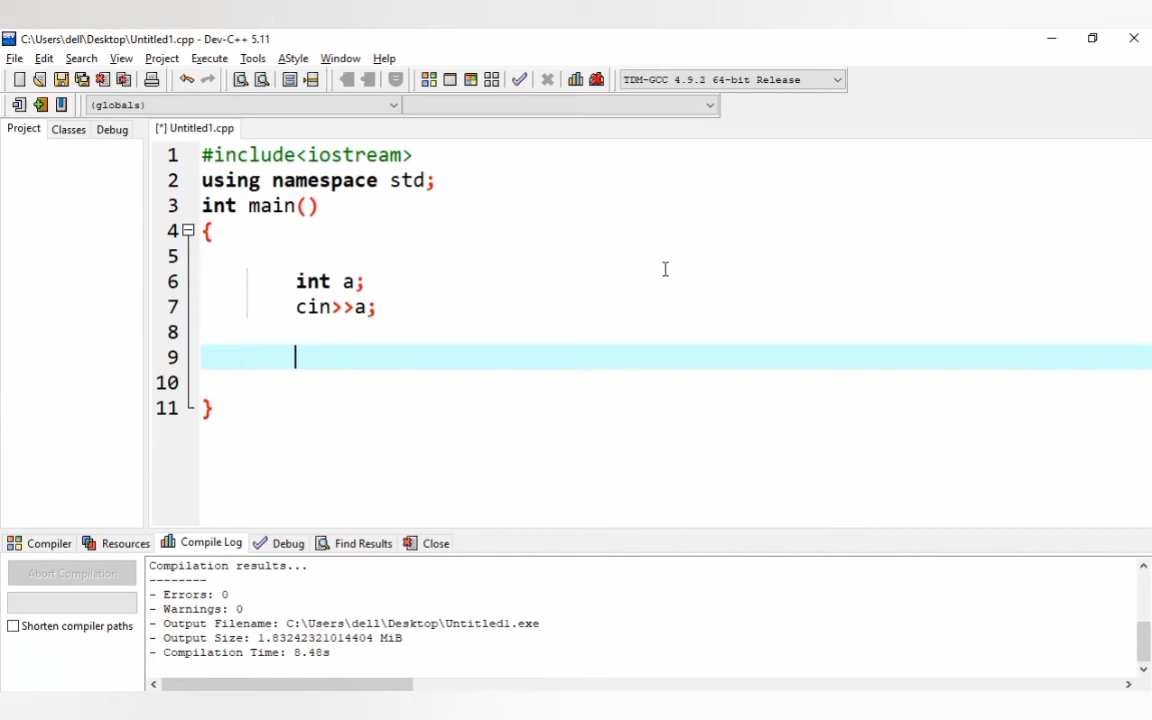 C:\Users\dell\Desktop\Untitled1.cpp - Dev-C++ 5.11
File Edit Search View Project Execute Tools AStyle Window Help
TDM-GCC 4.9.2 64-bit Release
(globals)
Project Classes Debug [*] Untitled1.cpp
1 #include<iostream>
2 using namespace std;
3 int main()
4 {
5
6 int a;
7 cin>>a;
8
9
10
11 }
Compiler Resources Compile Log Debug Find Results Close
Abort Compilation
Shorten compiler paths
Compilation results...
--------
- Errors: 0
- Warnings: 0
- Output Filename: C:\Users\dell\Desktop\Untitled1.exe
- Output Size: 1.83242321014404 MiB
- Compilation Time: 8.48s